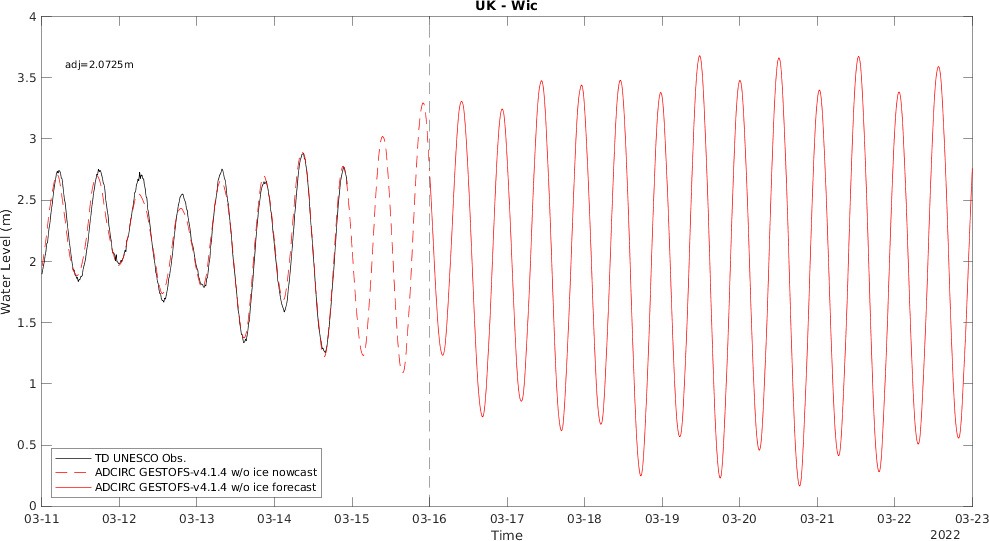 UK - Wic
4
adj=2.0725m
3.5
3
2.5
2
1.5
1
0.5
0
Water Level (m)
TD UNESCO Obs.
ADCIRC GESTOFS-v4.1.4 w/o ice nowcast
ADCIRC GESTOFS-v4.1.4 w/o ice forecast
03-11 03-12 03-13 03-14 03-15 03-16 03-17 03-18 03-19 03-20 03-21 03-22 03-23
Time
2022